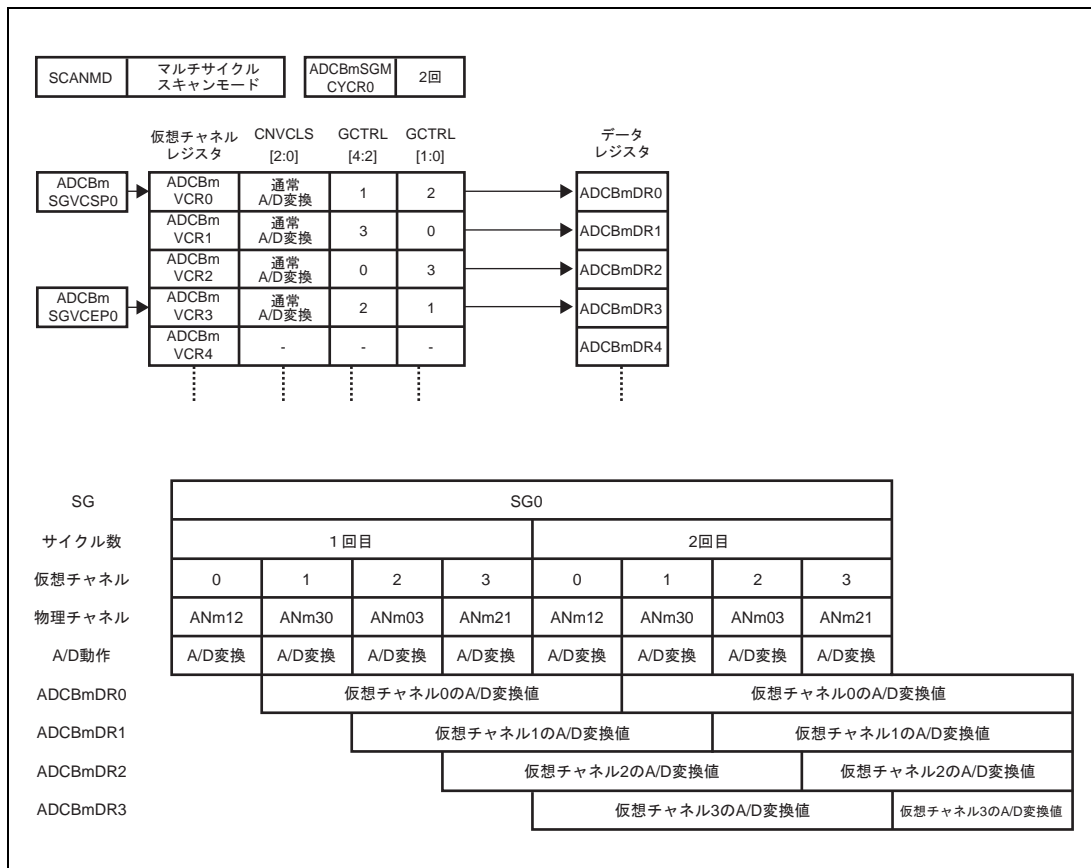 SCANMD
マルチサイクル
スキャンモード
ADCBmSGM
CYCR0
2回
仮想チャネル
レジスタ
CNVCLS
[2:0]
GCTRL
[4:2]
GCTRL
[1:0]
データ
レジスタ
ADCBm
SGVCSP0
ADCBm
VCR0
通常
A/D変換
1
2
ADCBmDR0
ADCBm
VCR1
通常
A/D変換
3
0
ADCBmDR1
ADCBm
VCR2
通常
A/D変換
0
3
ADCBmDR2
ADCBm
SGVCEP0
ADCBm
VCR3
通常
A/D変換
2
1
ADCBmDR3
ADCBm
VCR4
-
-
-
ADCBmDR4
SG
SG0
サイクル数
1回目
2回目
仮想チャネル
0
1
2
3
0
1
2
3
物理チャネル
ANm12
ANm30
ANm03
ANm21
ANm12
ANm30
ANm03
ANm21
A/D動作
A/D変換
A/D変換
A/D変換
A/D変換
A/D変換
A/D変換
A/D変換
A/D変換
ADCBmDR0
仮想チャネル0のA/D変換値
仮想チャネル0のA/D変換値
ADCBmDR1
仮想チャネル1のA/D変換値
仮想チャネル1のA/D変換値
ADCBmDR2
仮想チャネル2のA/D変換値
仮想チャネル2のA/D変換値
ADCBmDR3
仮想チャネル3のA/D変換値
仮想チャネル3のA/D変換値